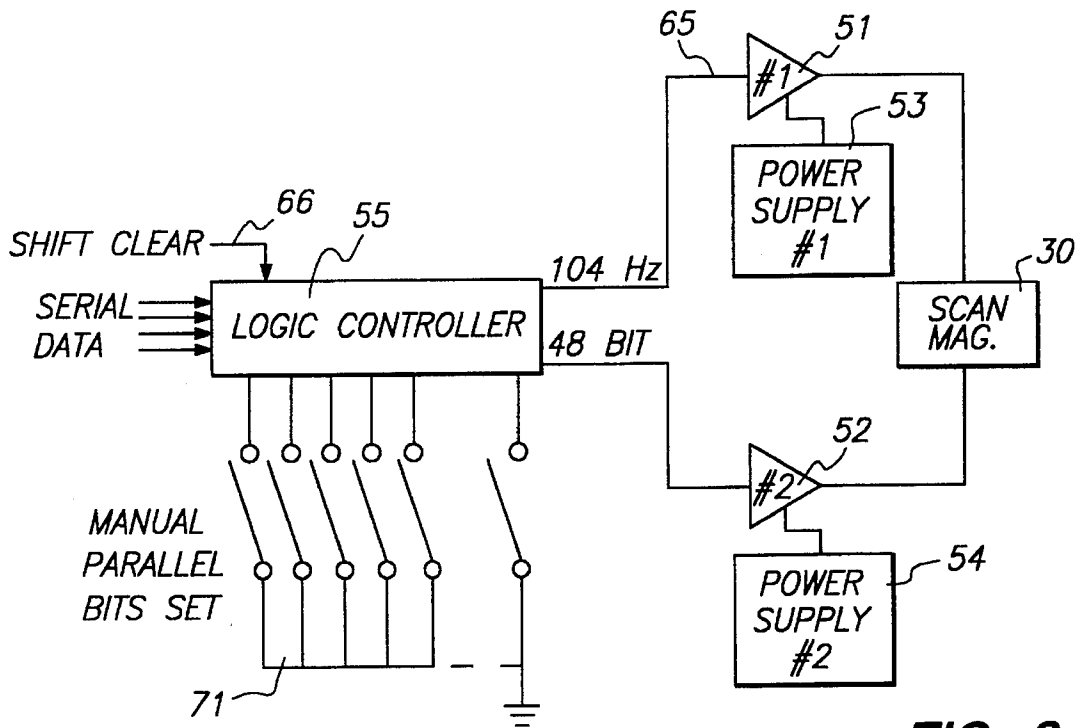 65
51
#1
53
POWER
SUPPLY
#1
66
55
SHIFT CLEAR
SERIAL
DATA
LOGIC CONTROLLER
104 Hz
48 BIT
30
SCAN
MAG.
52
#2
MANUAL
PARALLEL
BITS SET
71
54
POWER
SUPPLY
#2